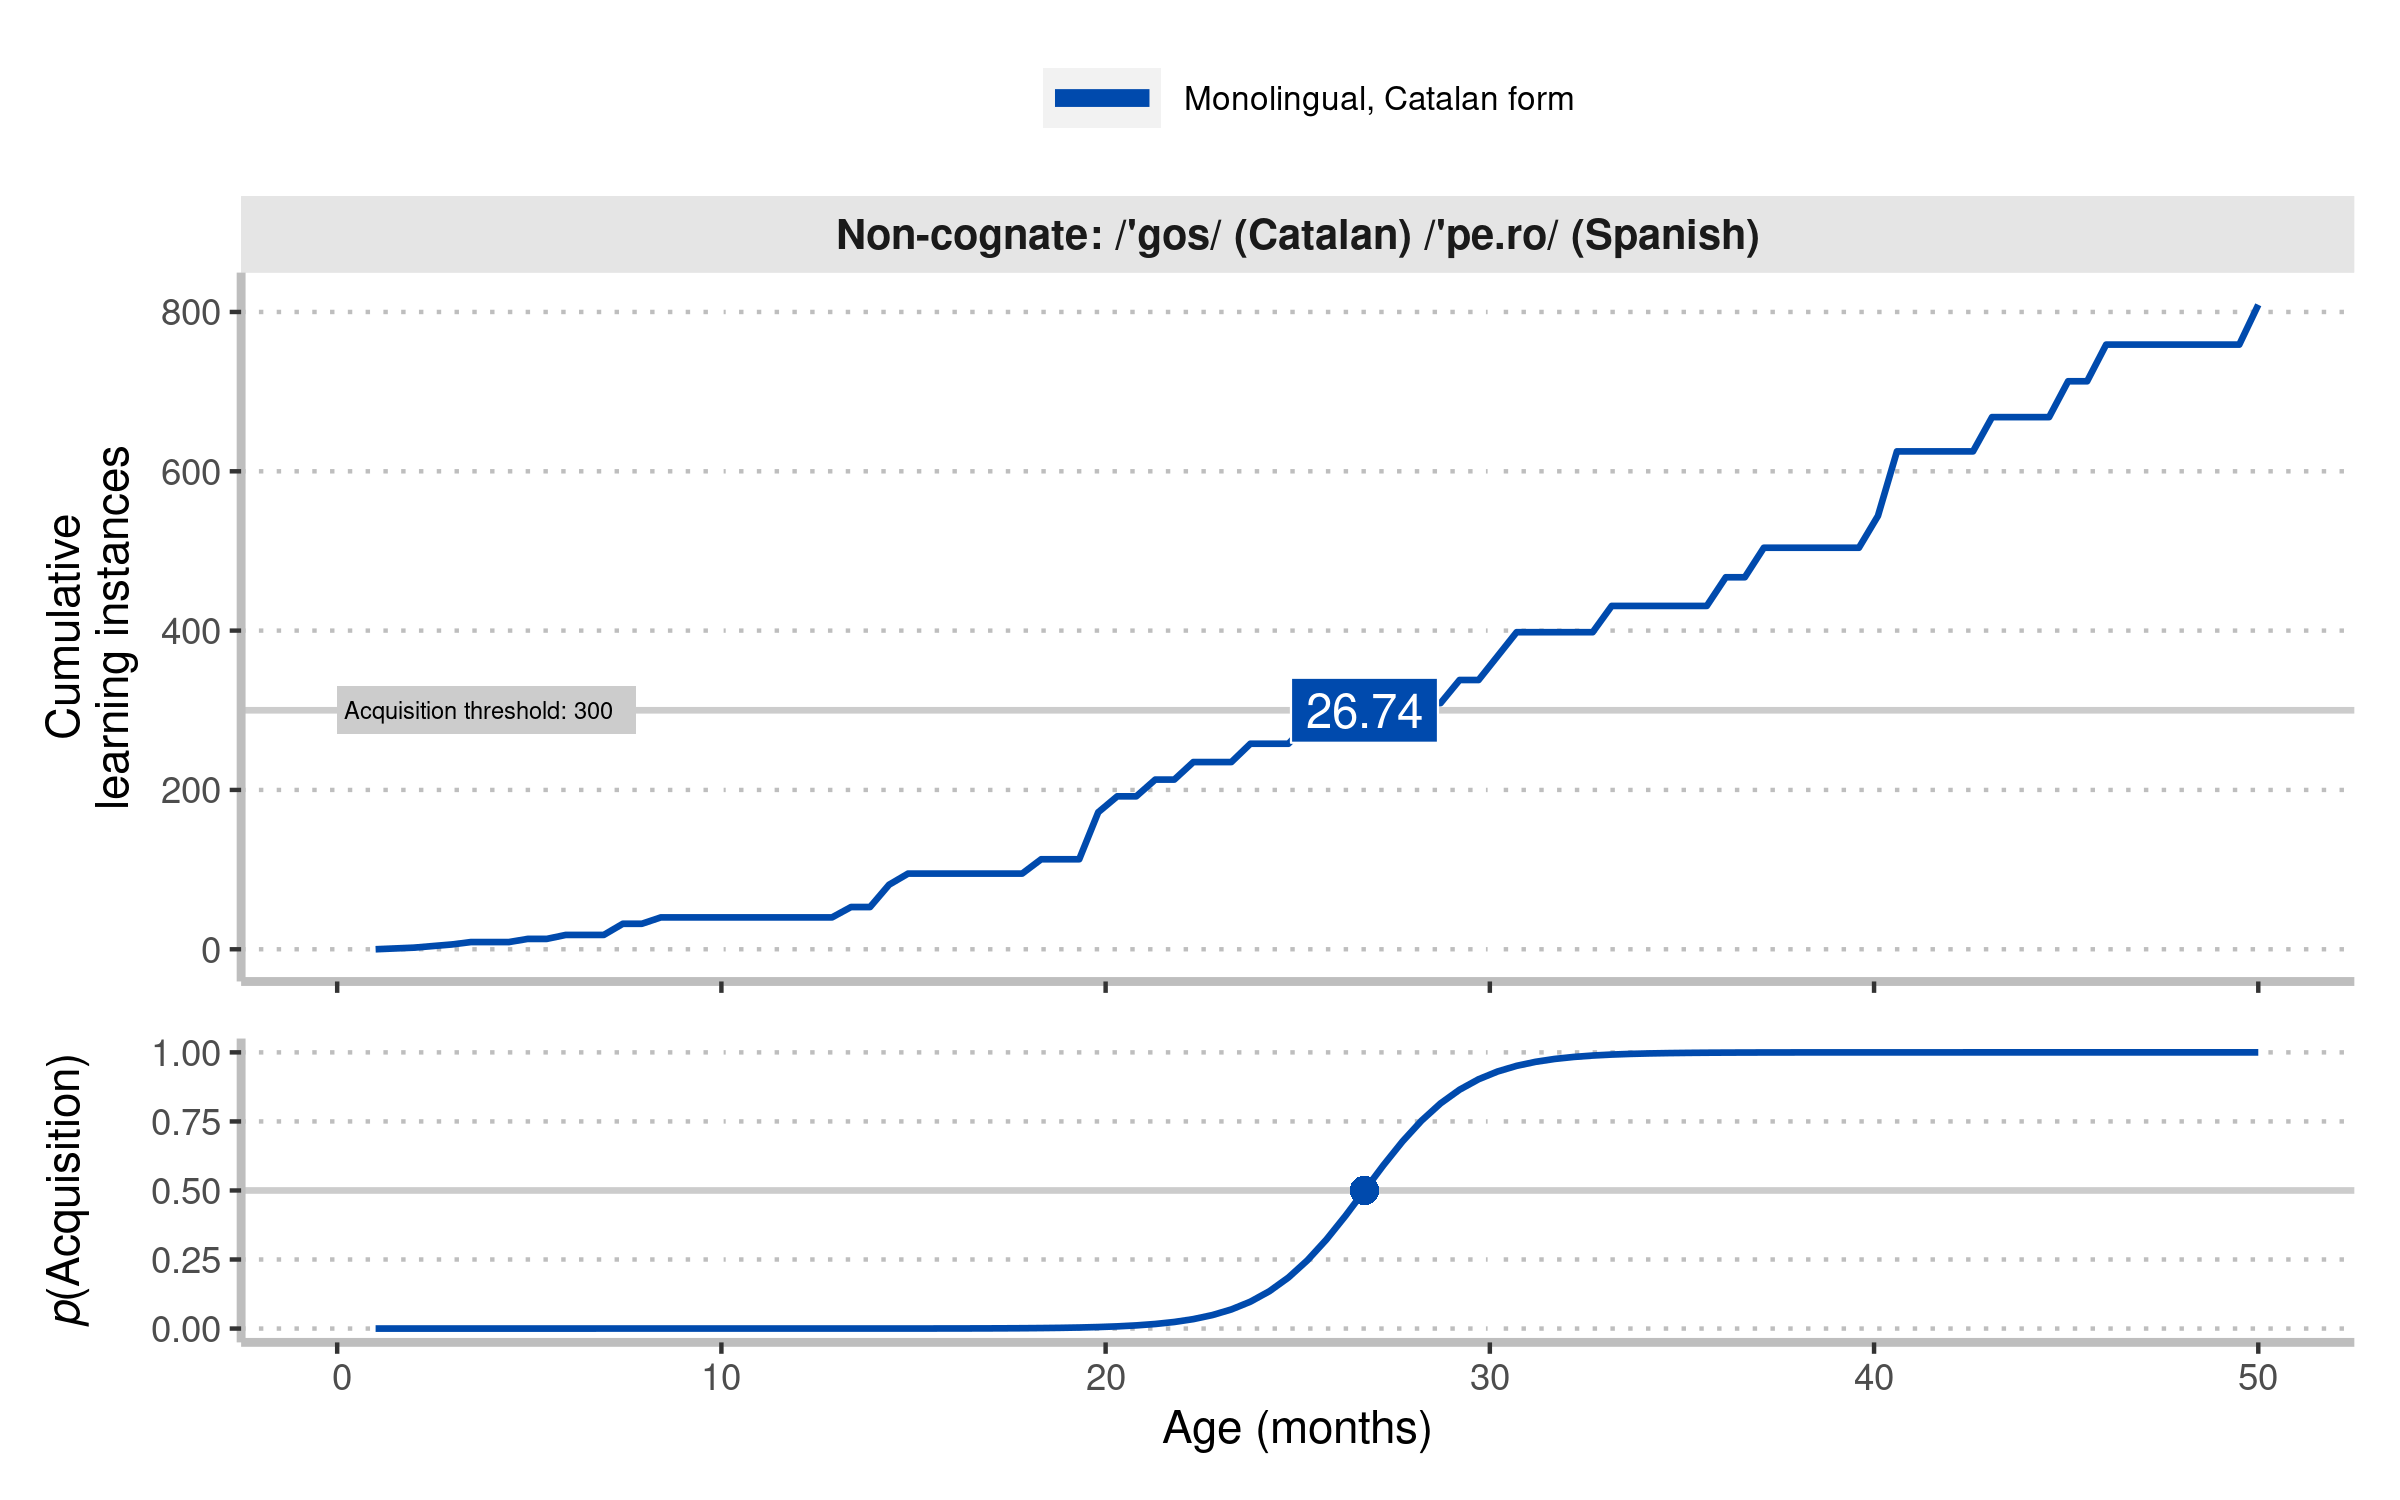 Monolingual, Catalan form
Non-cognate: /'gos/ (Catalan) /'pe.ro/ (Spanish)
Cumulative
learning instances
800
600
400
200
0
Acquisition threshold: 300
26.74
p(Acquisition)
1.00
0.75
0.50
0.25
0.00
0 10 20 30 40 50
Age (months)